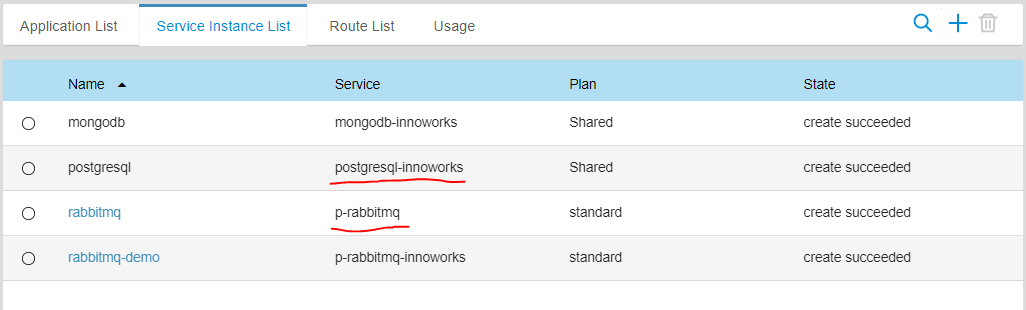 Application List Service Instance List Route List Usage
Name Service Plan State
mongodb mongodb-innoworks Shared create succeeded
postgresql postgresql-innoworks Shared create succeeded
rabbitmq p-rabbitmq standard create succeeded
rabbitmq-demo p-rabbitmq-innoworks standard create succeeded